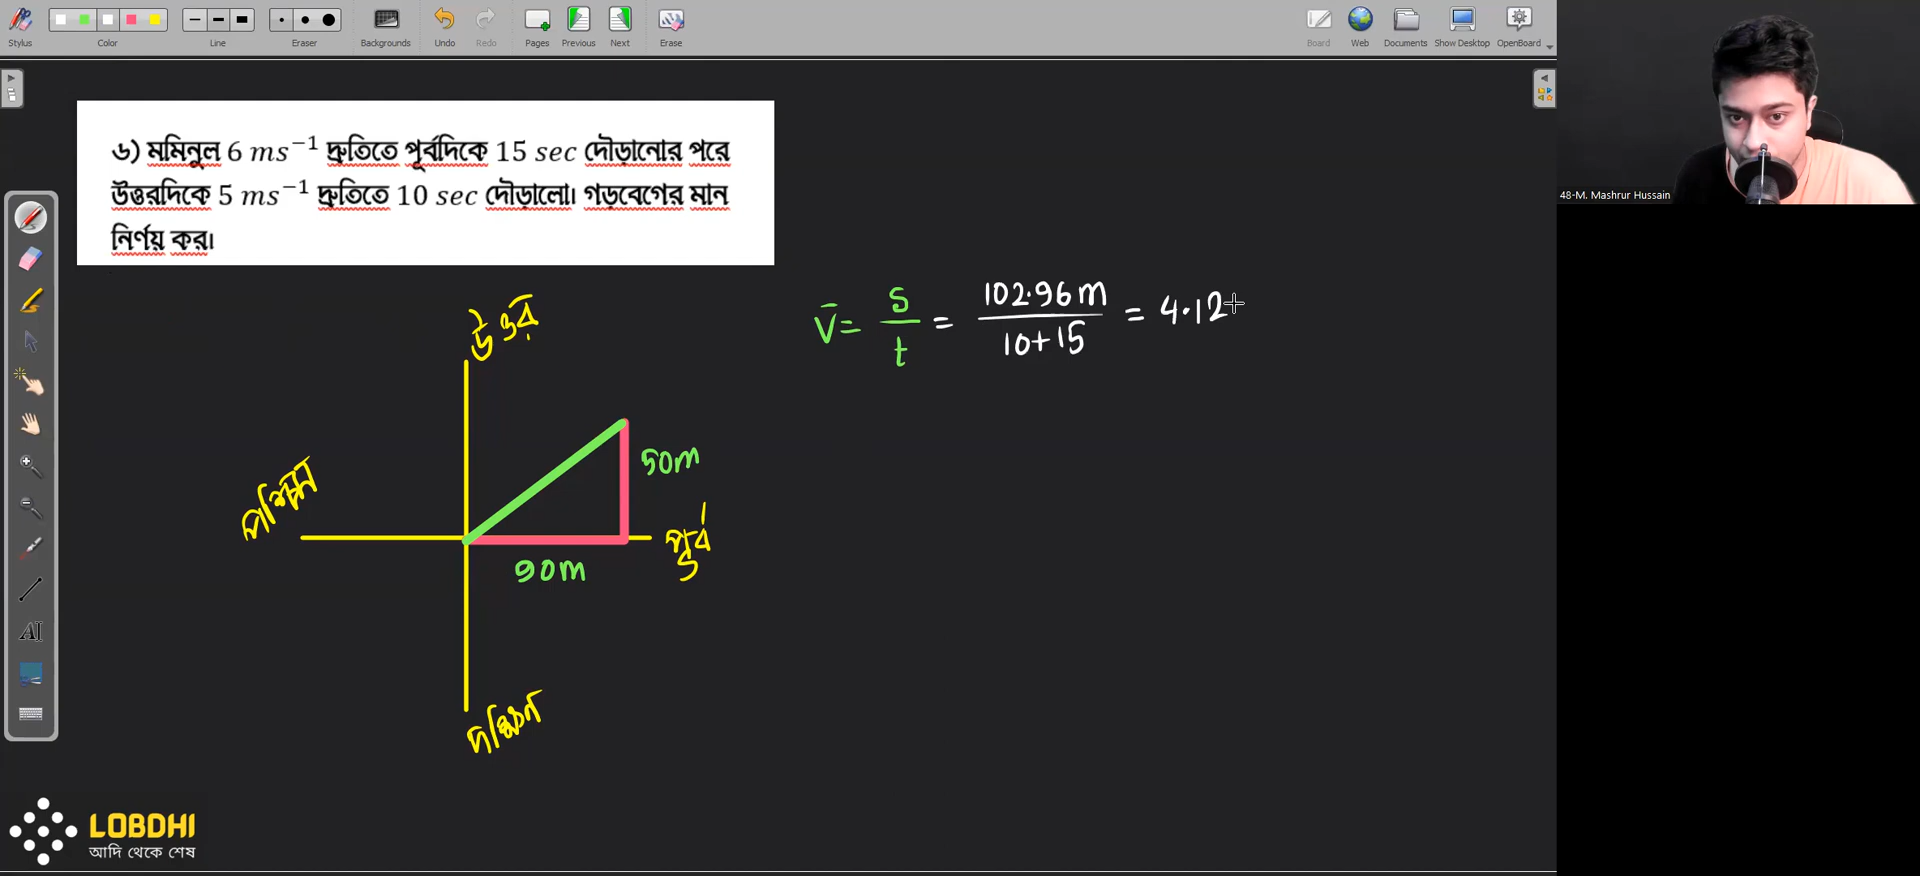 Stylus
Color
Line
Eraser
Backgrounds
Undo
Redo
Pages
Previous
Next
Erase
Board
Web
Documents
Show Desktop
OpenBoard
৬) মমিনুল 6 ms⁻¹ দ্রুতিতে পূর্বদিকে 15 sec দৌড়ানোর পরে
উত্তরদিকে 5 ms⁻¹ দ্রুতিতে 10 sec দৌড়ালো। গড়বেগের মান
নির্ণয় কর।
48-M. Mashrur Hussain
v̄ = s/t = 102.96m/10+15 = 4.12
উত্তর
পশ্চিম
50m
পূর্ব
90m
দক্ষিণ
AI
LOBDHI
আদি থেকে শেষ